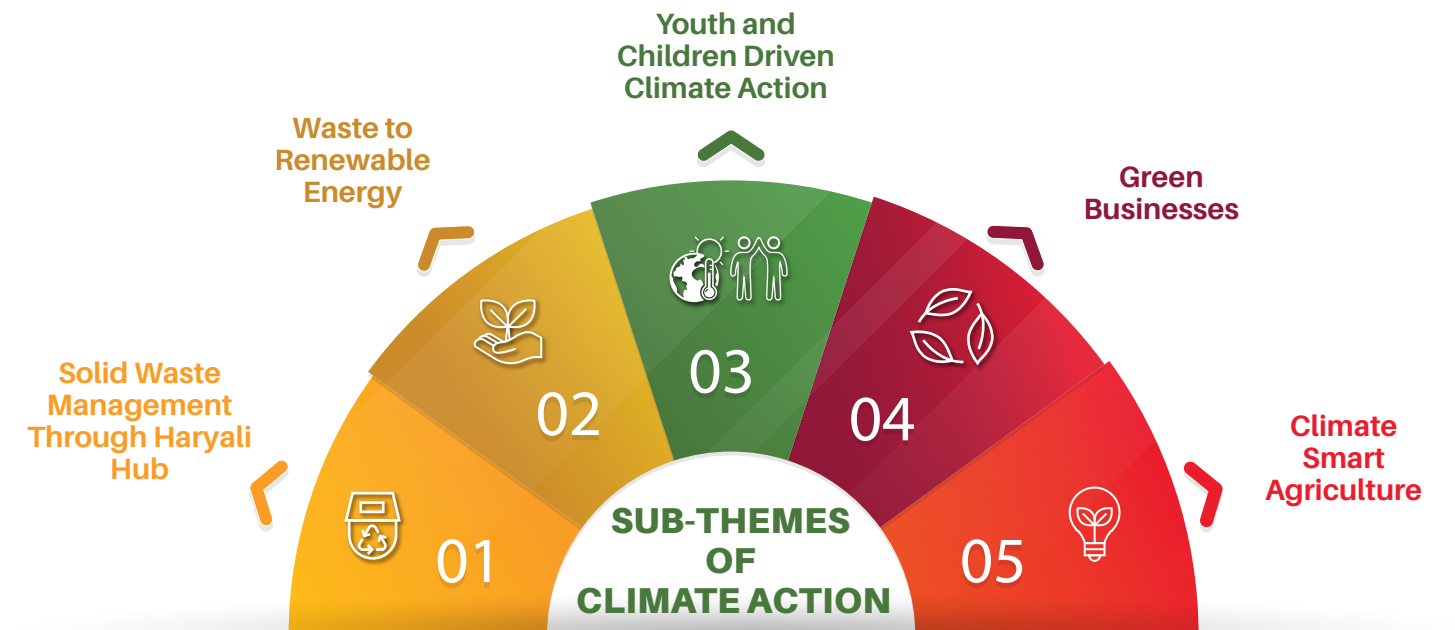 Solid Waste
Management
Through Haryali
Hub
01
Waste to
Renewable
Energy
02
Youth and
Children Driven
Climate Action
03
Green
Businesses
04
Climate
Smart
Agriculture
05
SUB-THEMES
OF
CLIMATE ACTION